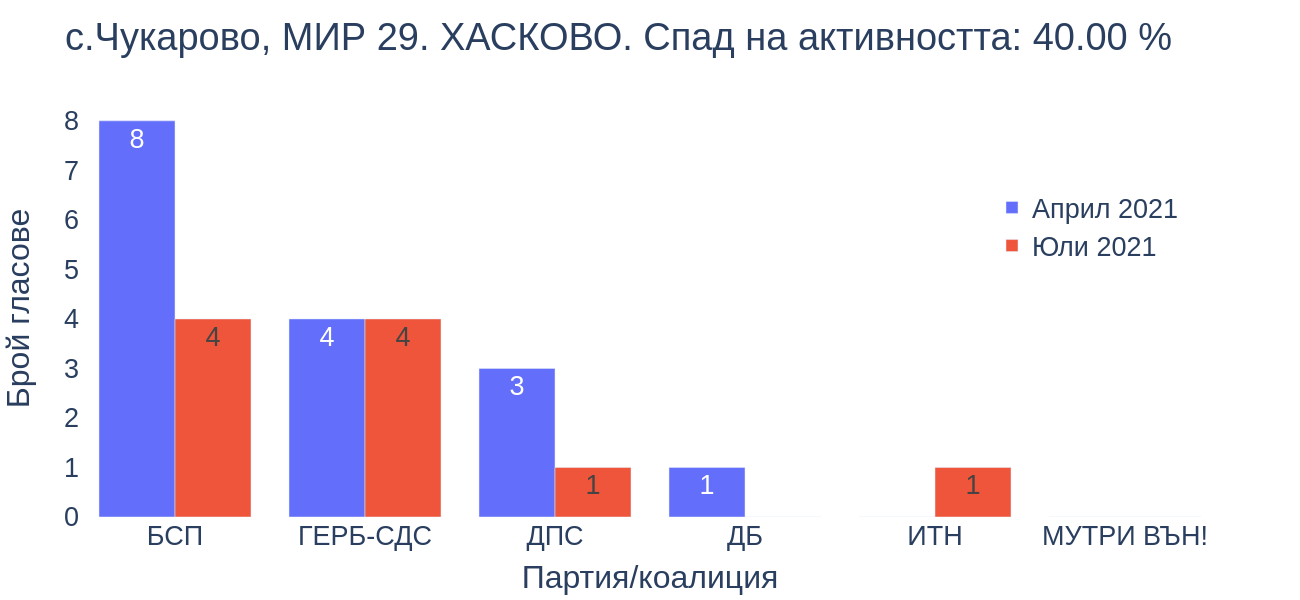 с.Чукарово, МИР 29. ХАСКОВО. Спад на активността: 40.00 %
Брой гласове
8
7
6
5
4
3
2
1
0
8
4
4
4
3
1
1
1
Април 2021
Юли 2021
БСП
ГЕРБ-СДС
ДПС
ДБ
ИТН
МУТРИ ВЪН!
Партия/коалиция